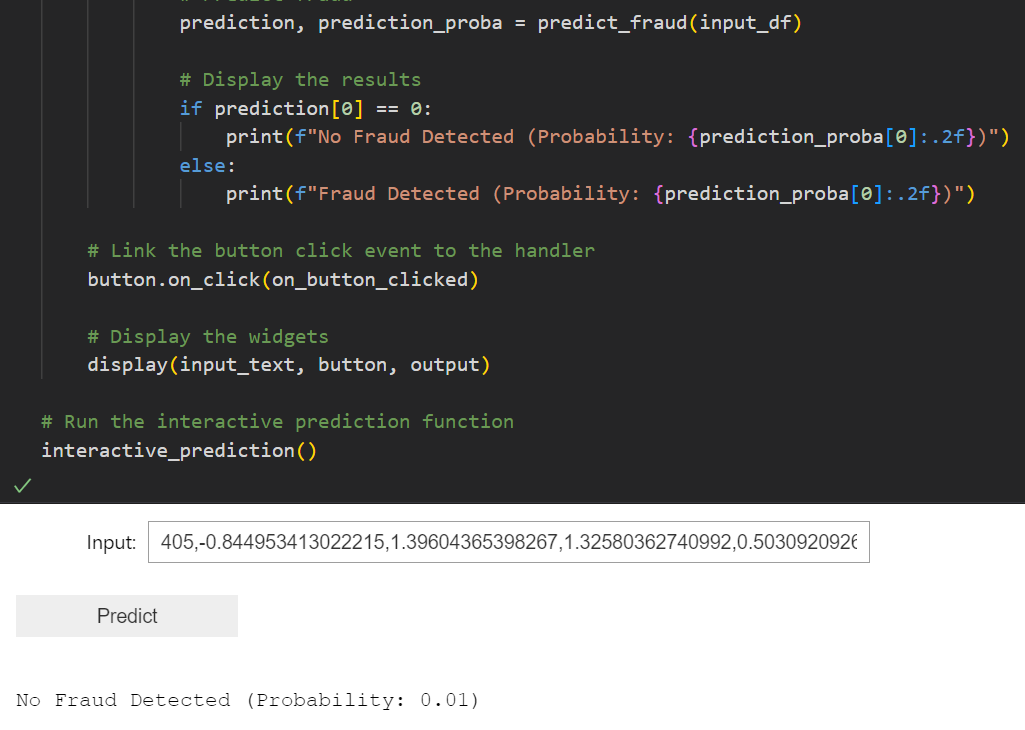 prediction, prediction_proba = predict_fraud(input_df)
# Display the results
if prediction[0] == 0:
print(f"No Fraud Detected (Probability: {prediction_proba[0]:.2f})")
else:
print(f"Fraud Detected (Probability: {prediction_proba[0]:.2f})")
# Link the button click event to the handler
button.on_click(on_button_clicked)
# Display the widgets
display(input_text, button, output)
# Run the interactive prediction function
interactive_prediction()
Input: 405,-0.844953413022215,1.39604365398267,1.32580362740992,0.503092092
Predict
No Fraud Detected (Probability: 0.01)